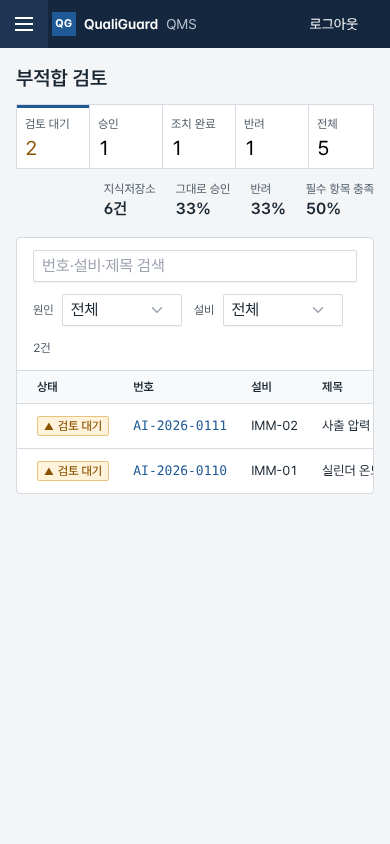 QG QualiGuard QMS 로그아웃
부적합 검토
검토 대기 승인 조치 완료 반려 전체
2 1 1 1 5
지식저장소 그대로 승인 반려 필수 항목 충족
6건 33% 33% 50%
번호·설비·제목 검색
원인 전체 설비 전체
2건
상태 번호 설비 제목
▲ 검토 대기 AI-2026-0111 IMM-02 사출 압력
▲ 검토 대기 AI-2026-0110 IMM-01 실린더